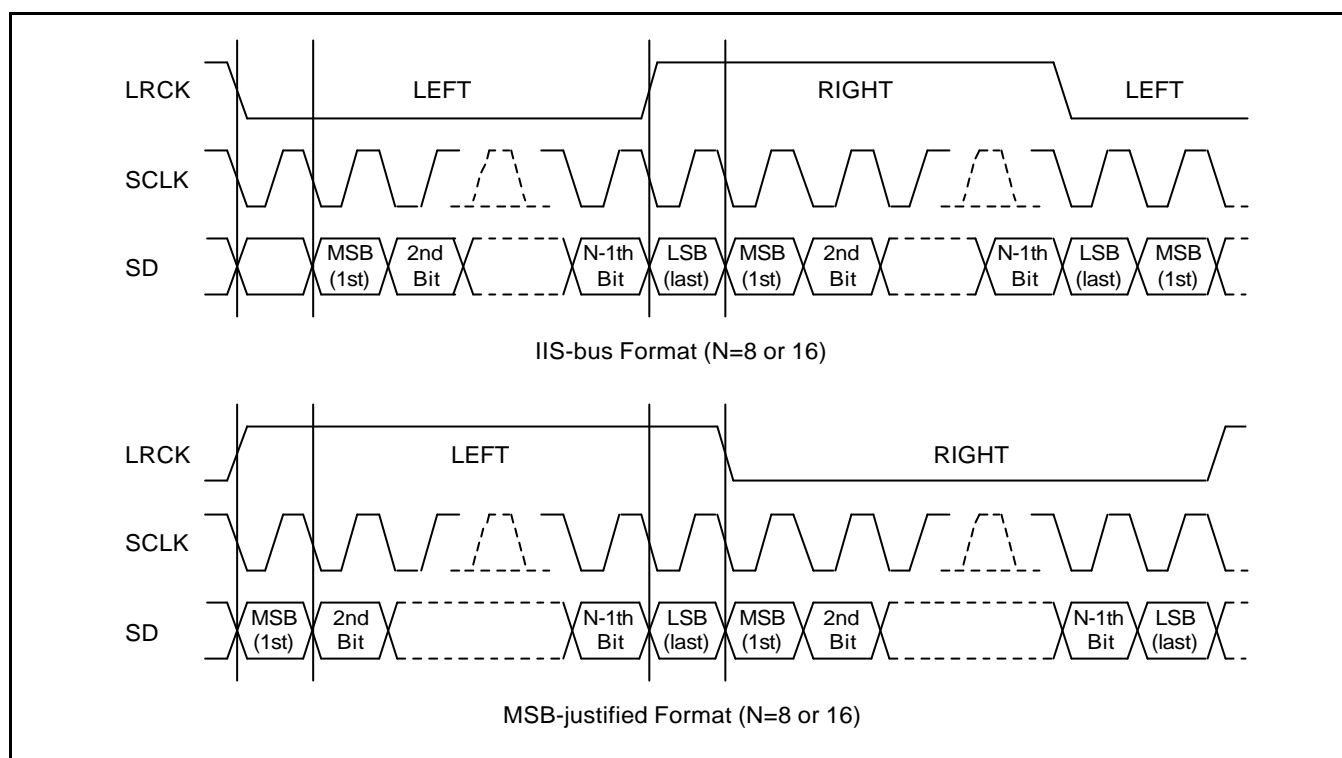 LRCK LEFT RIGHT LEFT
SCLK
SD MSB (1st) 2nd Bit N-1th Bit LSB (last) MSB (1st) 2nd Bit N-1th Bit LSB (last) MSB (1st)
IIS-bus Format (N=8 or 16)
LRCK LEFT RIGHT
SCLK
SD MSB (1st) 2nd Bit N-1th Bit LSB (last) MSB (1st) 2nd Bit N-1th Bit LSB (last)
MSB-justified Format (N=8 or 16)